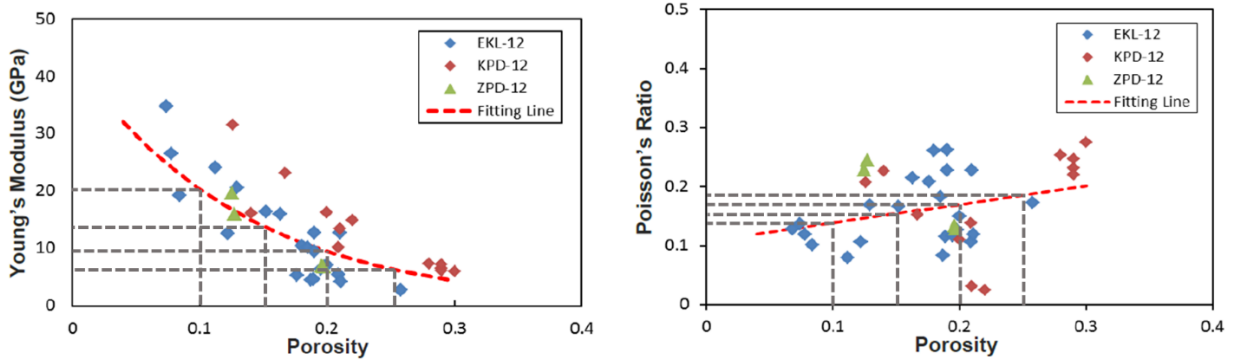 50
40
30
20
10
0
Young's Modulus (GPa)
EKL-12
KPD-12
ZPD-12
Fitting Line
0
0.1
0.2
0.3
0.4
Porosity
0.5
0.4
0.3
0.2
0.1
0
Poisson's Ratio
EKL-12
KPD-12
ZPD-12
Fitting Line
0
0.1
0.2
0.3
0.4
Porosity